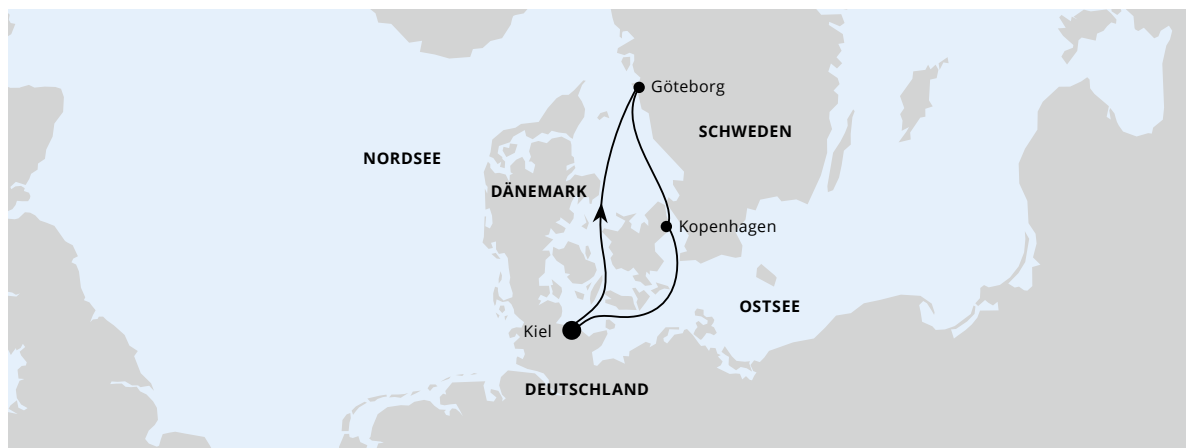 Göteborg
SCHWEDEN
NORDSEE
DÄNEMARK
Kopenhagen
OSTSEE
Kiel
DEUTSCHLAND